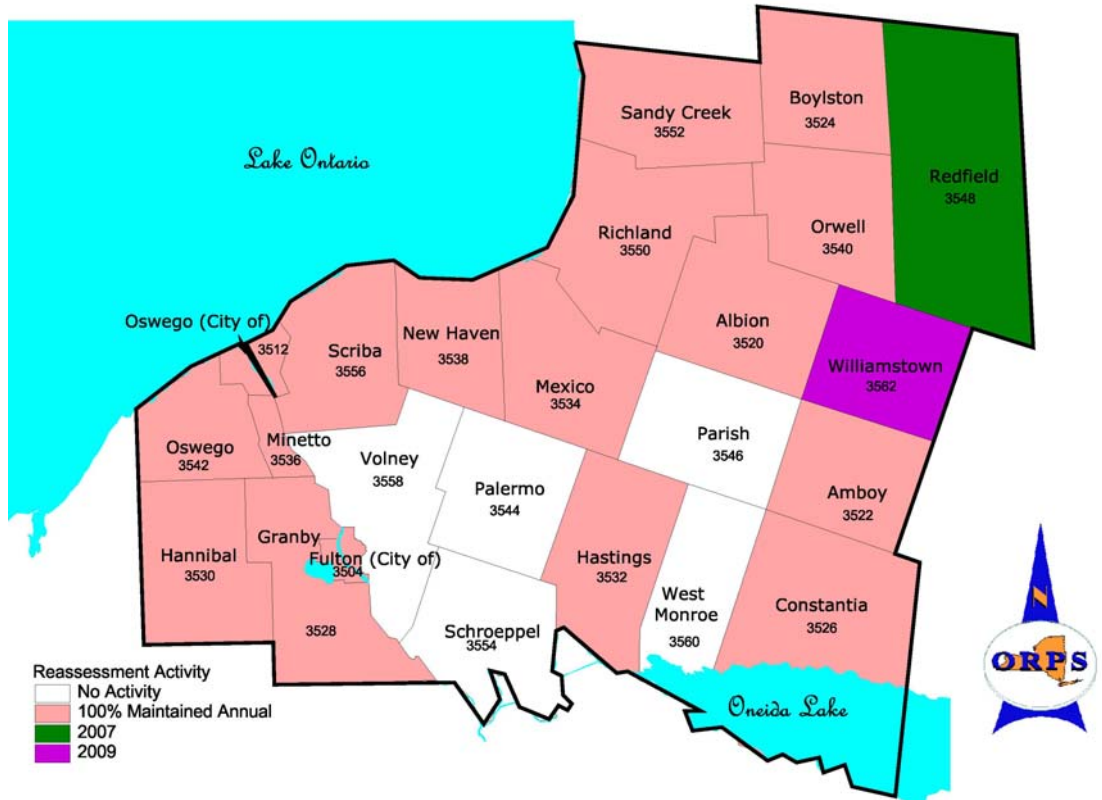 Boylston
3524
Sandy Creek
3552
Lake Ontario
Redfield
3548
Richland
3550
Orwell
3540
Oswego (City of)
3512
Scriba
3556
New Haven
3538
Albion
3520
Williamstown
3562
Mexico
3534
Oswego
3542
Minetto
3536
Volney
3558
Parish
3546
Palermo
3544
Amboy
3522
Hannibal
3530
Granby
Fulton (City of)
3504
Hastings
3532
West
Monroe
3560
Constantia
3526
3528
Schroeppel
3554
N
ORPS
Oneida Lake
Reassessment Activity
No Activity
100% Maintained Annual
2007
2009